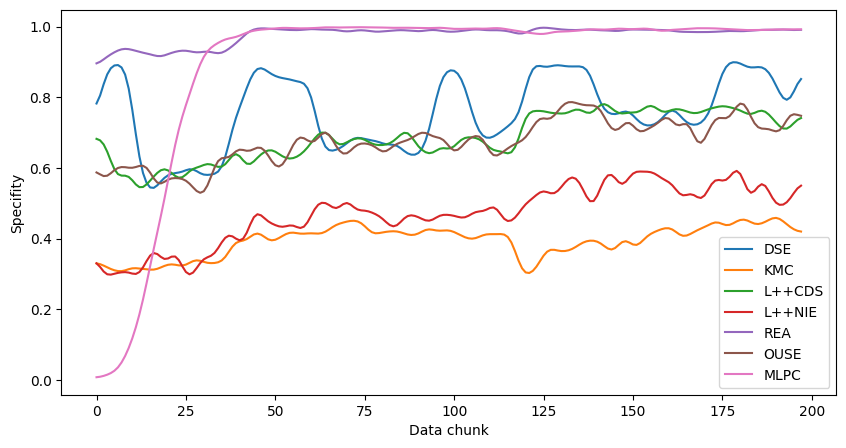 1.0
0.8
0.6
0.4
0.2
0.0
Specifity
0
25
50
75
100
125
150
175
200
Data chunk
DSE
KMC
L++CDS
L++NIE
REA
OUSE
MLPC